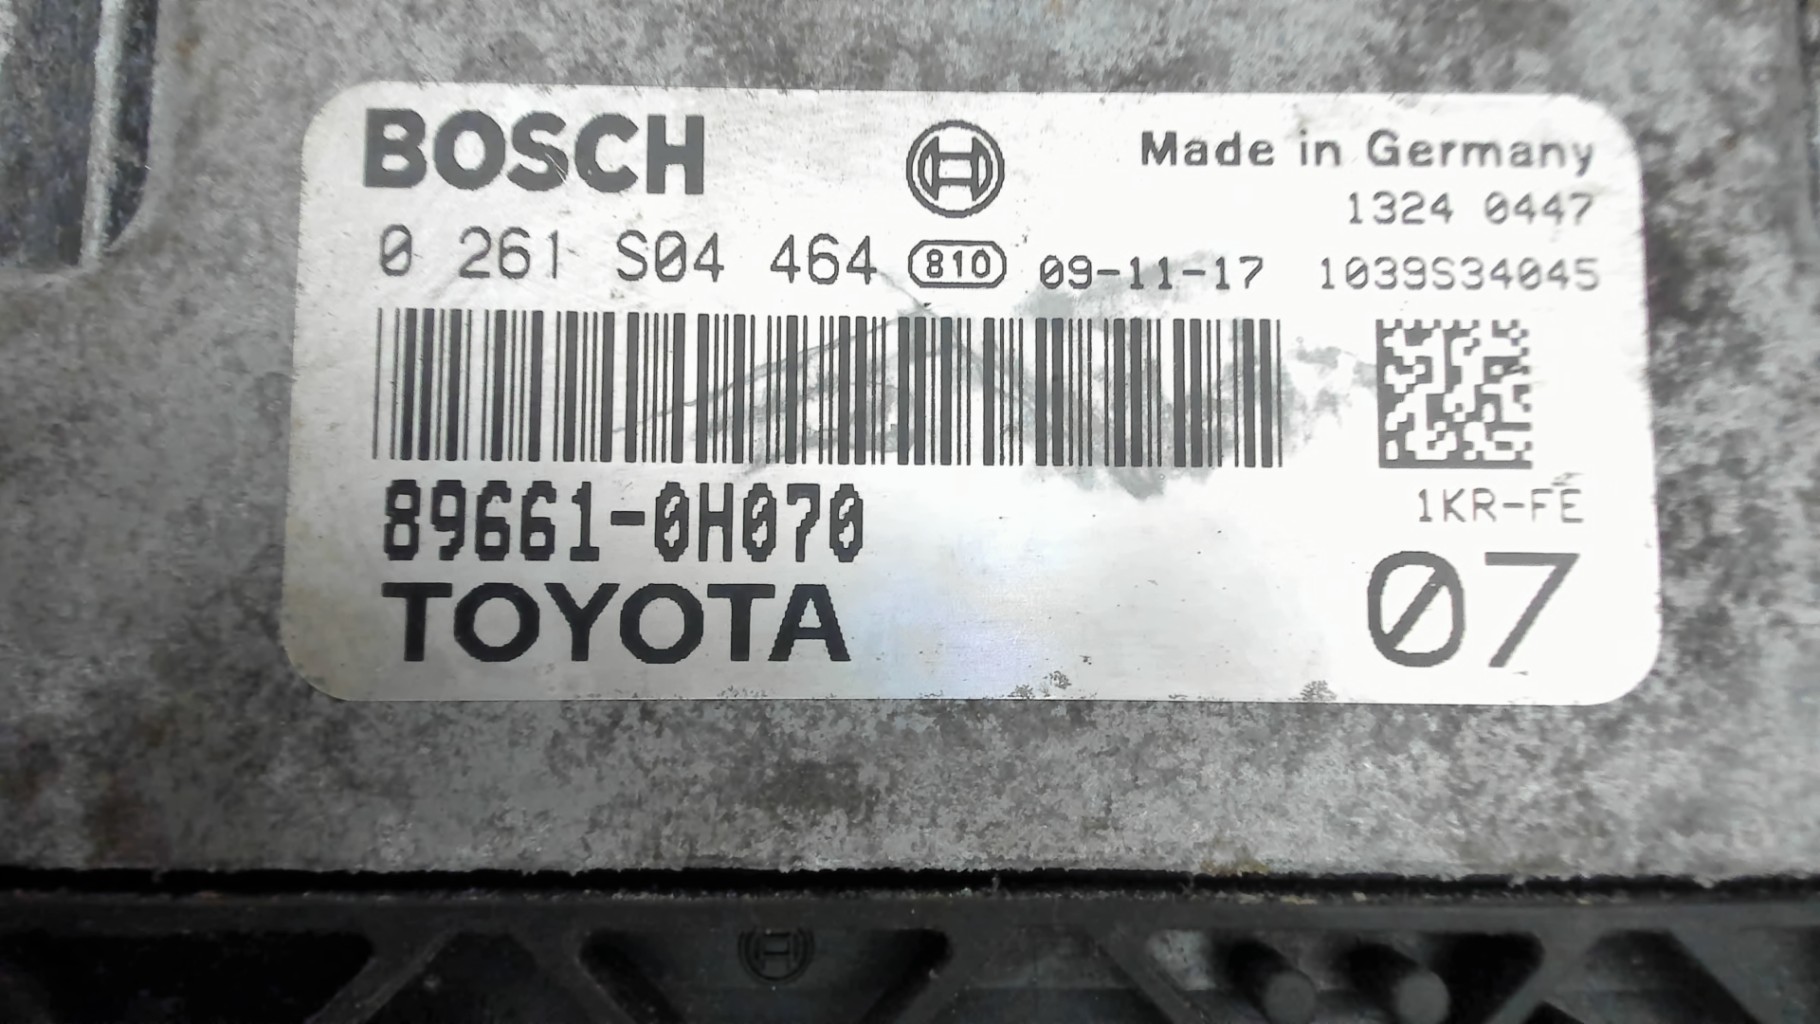 BOSCH
Made in Germany
1324 0447
0 261 S04 464 810 09-11-17 1039S34045
89661-0H070
1KR-FE
TOYOTA
07